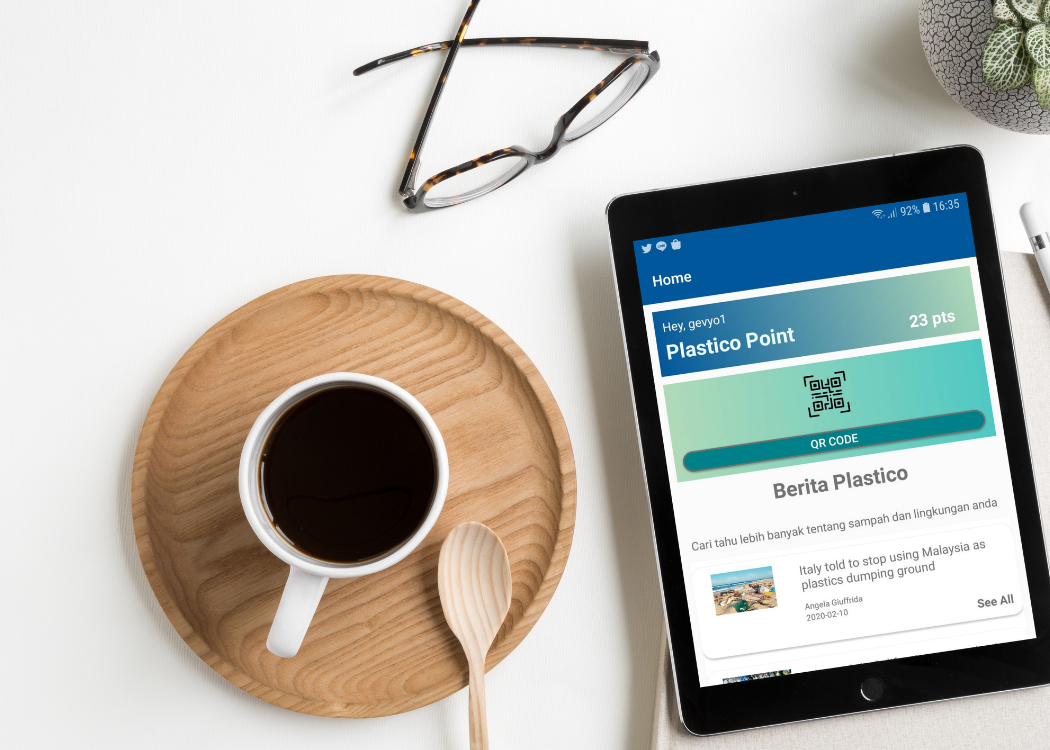 92% 16:35
Home
Hey, gevyo1
Plastico Point
23 pts
QR CODE
Berita Plastico
Cari tahu lebih banyak tentang sampah dan lingkungan anda
Italy told to stop using Malaysia as
plastics dumping ground
Angela Giuffrida
2020-02-10
See All